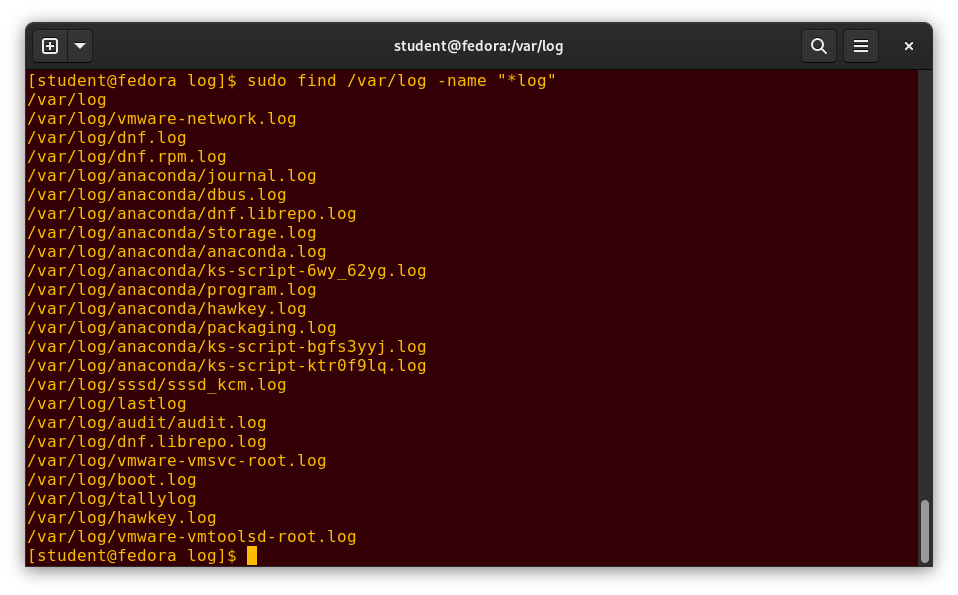 student@fedora:/var/log
[student@fedora log]$ sudo find /var/log -name "*log"
/var/log
/var/log/vmware-network.log
/var/log/dnf.log
/var/log/dnf.rpm.log
/var/log/anaconda/journal.log
/var/log/anaconda/dbus.log
/var/log/anaconda/dnf.librepo.log
/var/log/anaconda/storage.log
/var/log/anaconda/anaconda.log
/var/log/anaconda/ks-script-6wy_62yg.log
/var/log/anaconda/program.log
/var/log/anaconda/hawkey.log
/var/log/anaconda/packaging.log
/var/log/anaconda/ks-script-bgfs3yyj.log
/var/log/anaconda/ks-script-ktr0f9lq.log
/var/log/sssd/sssd_kcm.log
/var/log/lastlog
/var/log/audit/audit.log
/var/log/dnf.librepo.log
/var/log/vmware-vmsvc-root.log
/var/log/boot.log
/var/log/tallylog
/var/log/hawkey.log
/var/log/vmware-vmtoolsd-root.log
[student@fedora log]$